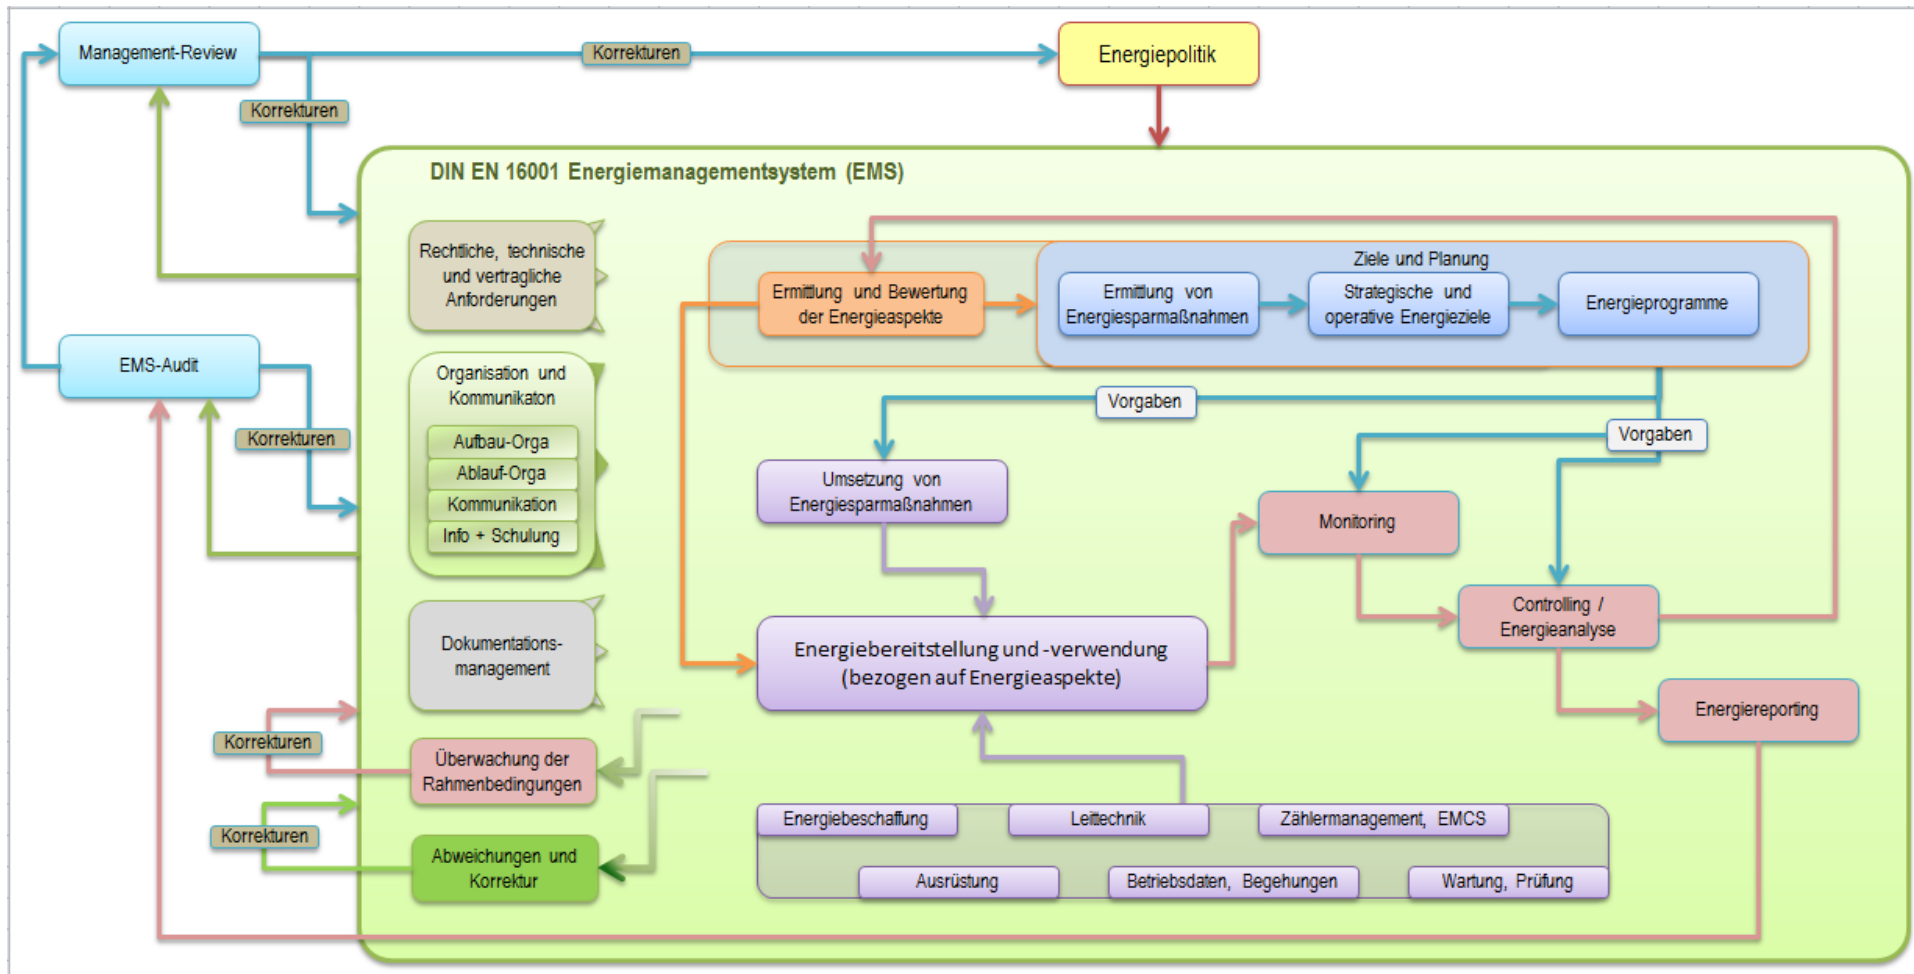 Management-Review
Korrekturen
Energiepolitik
Korrekturen
DIN EN 16001 Energiemanagementsystem (EMS)
Rechtliche, technische
und vertragliche
Anforderungen
Ziele und Planung
Ermittlung und Bewertung
der Energieaspekte
Ermittlung von
Energiesparmaßnahmen
Strategische und
operative Energieziele
Energieprogramme
EMS-Audit
Korrekturen
Organisation und
Kommunikaton
Aufbau-Orga
Ablauf-Orga
Kommunikation
Info + Schulung
Vorgaben
Vorgaben
Umsetzung von
Energiesparmaßnahmen
Monitoring
Controlling /
Energieanalyse
Dokumentations-
management
Energiebereitstellung und -verwendung
(bezogen auf Energieaspekte)
Energiereporting
Korrekturen
Überwachung der
Rahmenbedingungen
Korrekturen
Abweichungen und
Korrektur
Energiebeschaffung
Leittechnik
Zählermanagement, EMCS
Ausrüstung
Betriebsdaten, Begehungen
Wartung, Prüfung